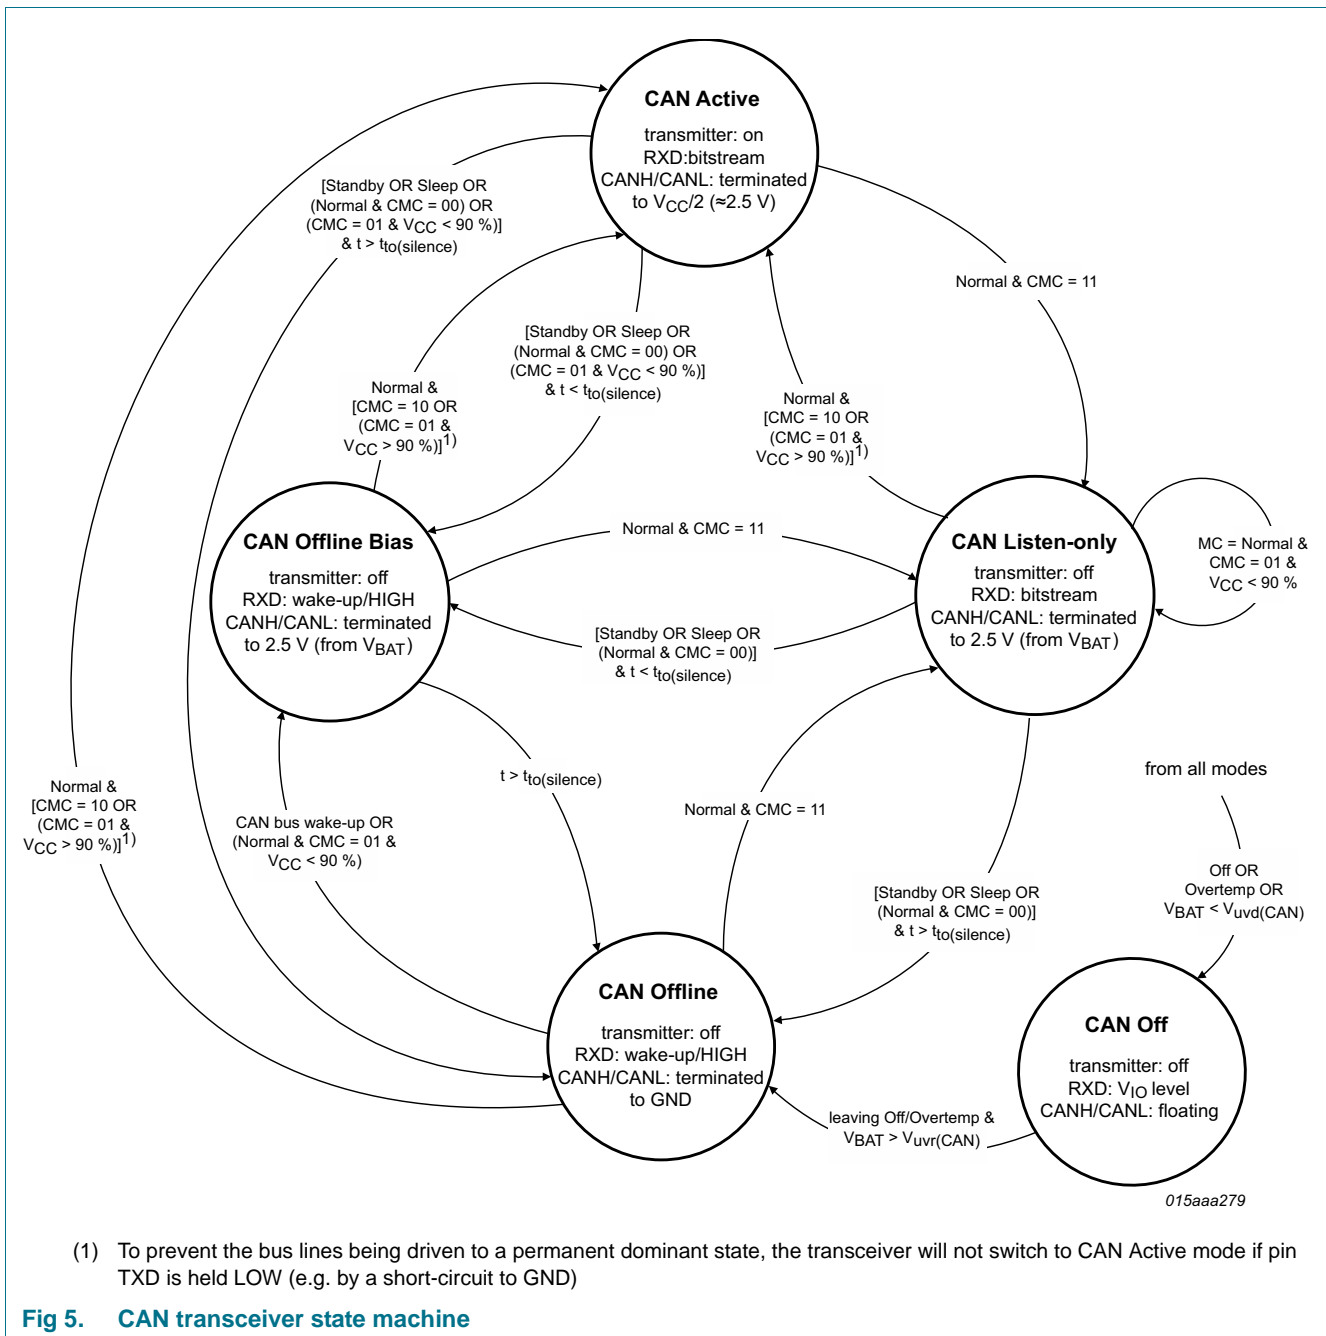 CAN Active
transmitter: on
RXD:bitstream
CANH/CANL: terminated
to VCC/2 (≈2.5 V)
[Standby OR Sleep OR
(Normal & CMC = 00) OR
(CMC = 01 & VCC < 90 %)]
& t > tto(silence)
Normal & CMC = 11
[Standby OR Sleep OR
(Normal & CMC = 00) OR
(CMC = 01 & VCC < 90 %)]
& t < tto(silence)
Normal &
[CMC = 10 OR
(CMC = 01 &
VCC > 90 %)]1)
Normal &
[CMC = 10 OR
(CMC = 01 &
VCC > 90 %)]1)
CAN Offline Bias
transmitter: off
RXD: wake-up/HIGH
CANH/CANL: terminated
to 2.5 V (from VBAT)
Normal & CMC = 11
CAN Listen-only
transmitter: off
RXD: bitstream
CANH/CANL: terminated
to 2.5 V (from VBAT)
MC = Normal &
CMC = 01 &
VCC < 90 %
[Standby OR Sleep OR
(Normal & CMC = 00)]
& t < tto(silence)
t > tto(silence)
from all modes
Normal &
[CMC = 10 OR
(CMC = 01 &
VCC > 90 %)]1)
CAN bus wake-up OR
(Normal & CMC = 01 &
VCC < 90 %)
Normal & CMC = 11
[Standby OR Sleep OR
(Normal & CMC = 00)]
& t > tto(silence)
Off OR
Overtemp OR
VBAT < Vuvd(CAN)
CAN Offline
transmitter: off
RXD: wake-up/HIGH
CANH/CANL: terminated
to GND
CAN Off
transmitter: off
RXD: VIO level
CANH/CANL: floating
leaving Off/Overtemp &
VBAT > Vuvr(CAN)
015aaa279
(1) To prevent the bus lines being driven to a permanent dominant state, the transceiver will not switch to CAN Active mode if pin
TXD is held LOW (e.g. by a short-circuit to GND)
Fig 5. CAN transceiver state machine